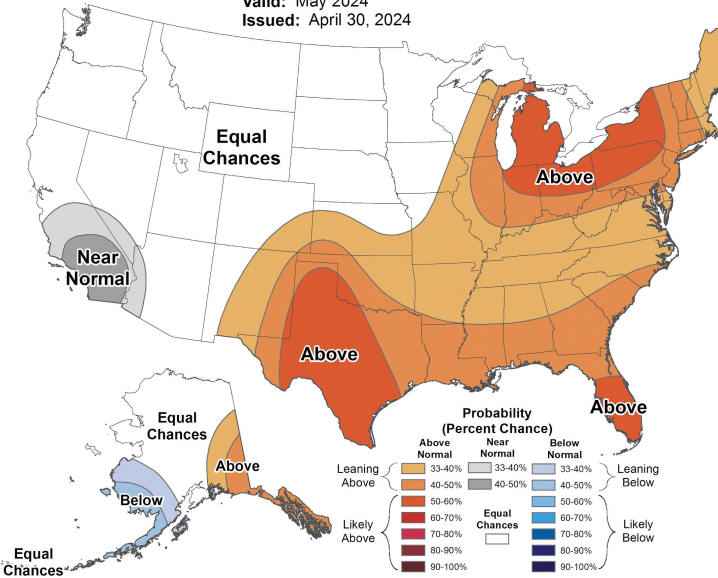 Valid: May 2024
Issued: April 30, 2024
Equal
Chances
Above
Near
Normal
Above
Above
Equal
Chances
Above
Below
Equal
Chances
Probability
(Percent Chance)
Above
Normal
Near
Normal
Below
Normal
Leaning
Above
33-40%
33-40%
33-40%
Leaning
Below
40-50%
40-50%
40-50%
Likely
Above
50-60%
60-70%
70-80%
80-90%
90-100%
Equal
Chances
50-60%
60-70%
70-80%
80-90%
90-100%
Likely
Below